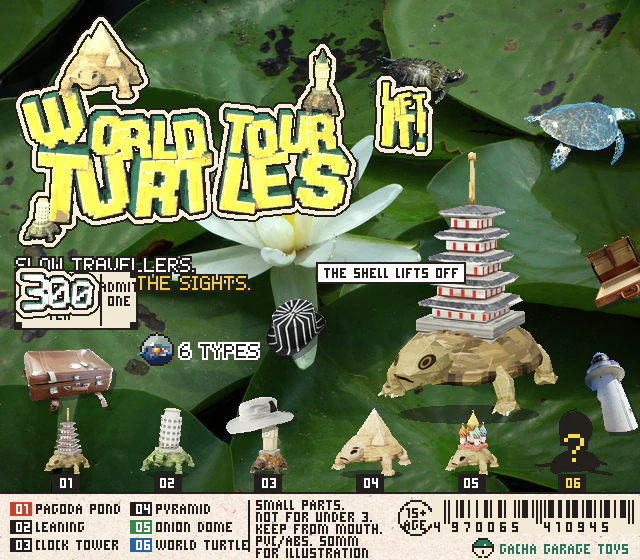 WORLD TOUR
TURTLES
GET IT!
SLOW TRAVELLERS.
THE SIGHTS.
300
ADMIT
ONE
THE SHELL LIFTS OFF
6 TYPES
01
02
03
04
05
?
06
01 PAGODA POND
02 LEANING
03 CLOCK TOWER
04 PYRAMID
05 ONION DOME
06 WORLD TURTLE
SMALL PARTS.
NOT FOR UNDER 3.
KEEP FROM MOUTH.
PVC/ABS. 50MM
FOR ILLUSTRATION
15+
AGE
4 970065 410945
GACHA GARAGE TOYS